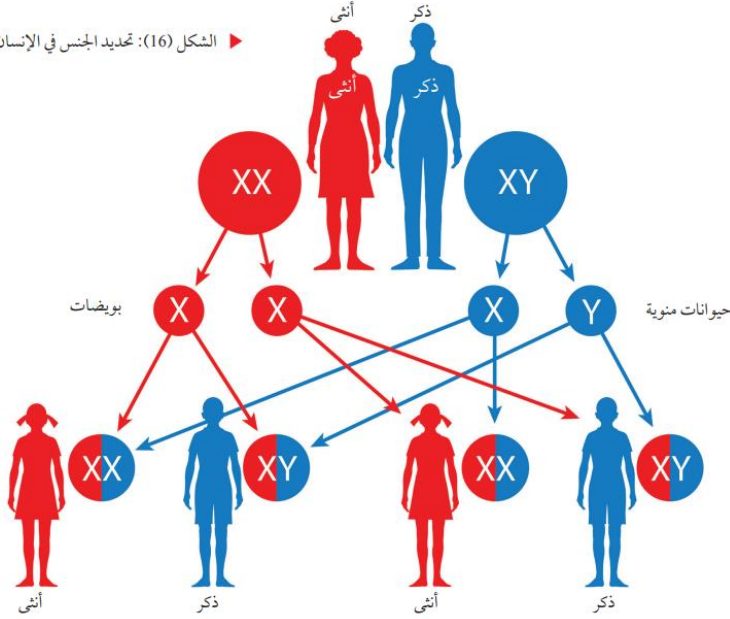 أنثى ذكر
الشكل (16): تحديد الجنس في الإنسان
أنثى ذكر
XX XY
بويضات X X X Y حيوانات منوية
XX XY XX XY
أنثى ذكر أنثى ذكر